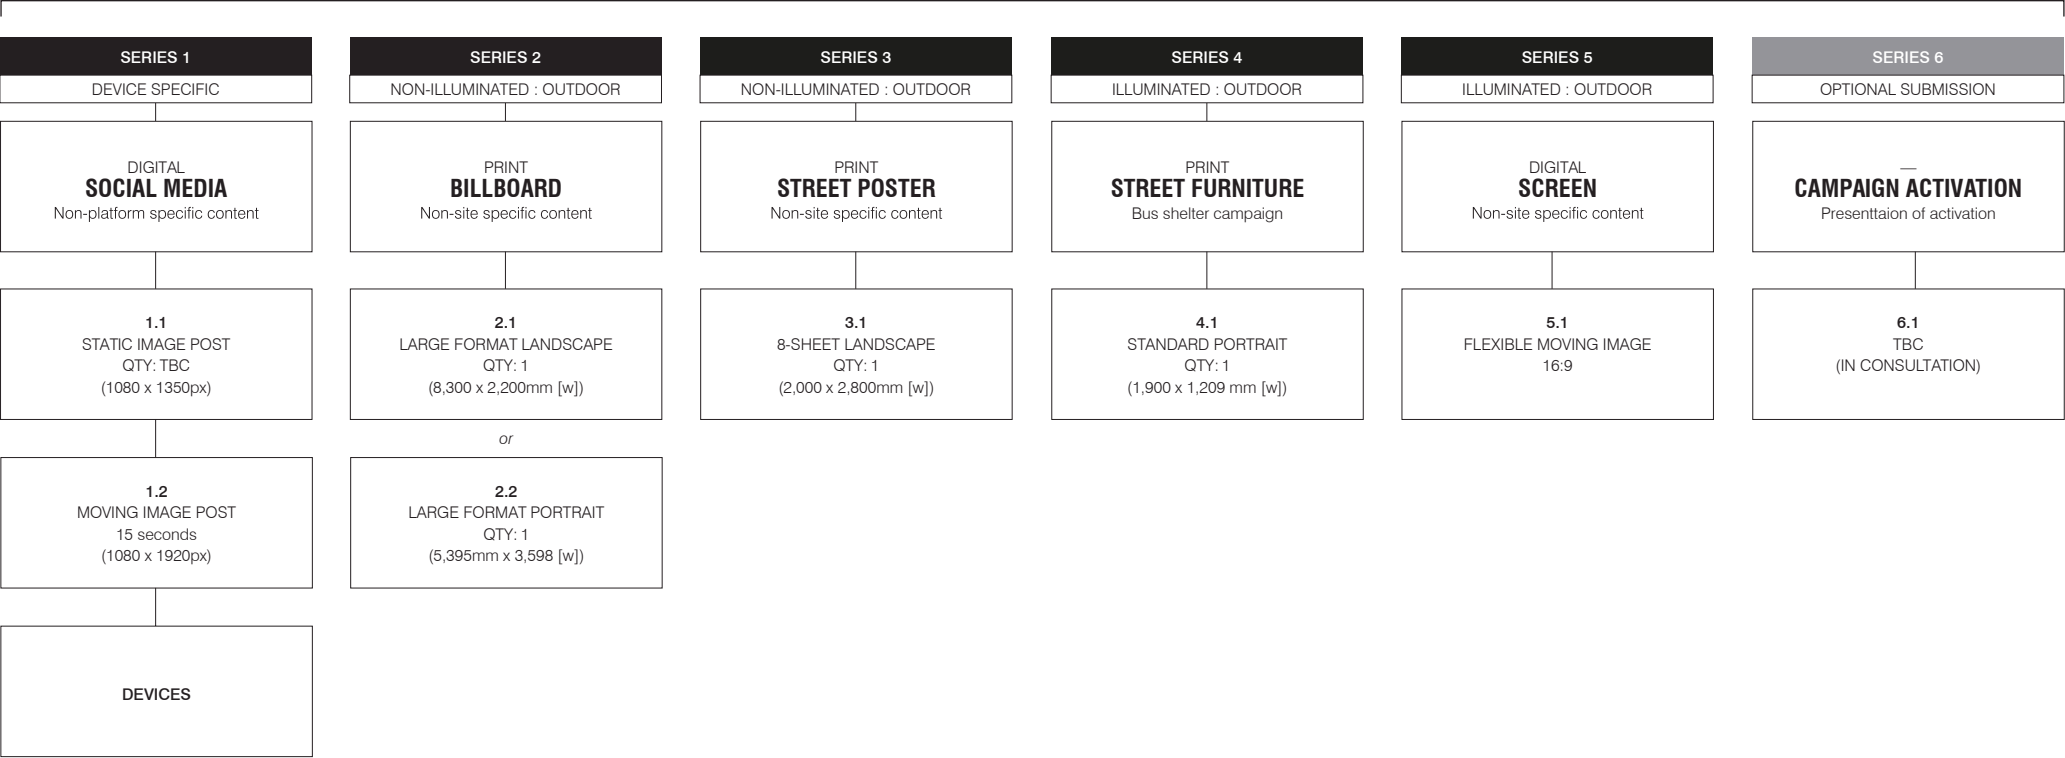 SERIES 1
DEVICE SPECIFIC
DIGITAL
SOCIAL MEDIA
Non-platform specific content
1.1
STATIC IMAGE POST
QTY: TBC
(1080 x 1350px)
1.2
MOVING IMAGE POST
15 seconds
(1080 x 1920px)
DEVICES
SERIES 2
NON-ILLUMINATED : OUTDOOR
PRINT
BILLBOARD
Non-site specific content
2.1
LARGE FORMAT LANDSCAPE
QTY: 1
(8,300 x 2,200mm [w])
or
2.2
LARGE FORMAT PORTRAIT
QTY: 1
(5,395mm x 3,598 [w])
SERIES 3
NON-ILLUMINATED : OUTDOOR
PRINT
STREET POSTER
Non-site specific content
3.1
8-SHEET LANDSCAPE
QTY: 1
(2,000 x 2,800mm [w])
SERIES 4
ILLUMINATED : OUTDOOR
PRINT
STREET FURNITURE
Bus shelter campaign
4.1
STANDARD PORTRAIT
QTY: 1
(1,900 x 1,209 mm [w])
SERIES 5
ILLUMINATED : OUTDOOR
DIGITAL
SCREEN
Non-site specific content
5.1
FLEXIBLE MOVING IMAGE
16:9
SERIES 6
OPTIONAL SUBMISSION
—
CAMPAIGN ACTIVATION
Presenttaion of activation
6.1
TBC
(IN CONSULTATION)